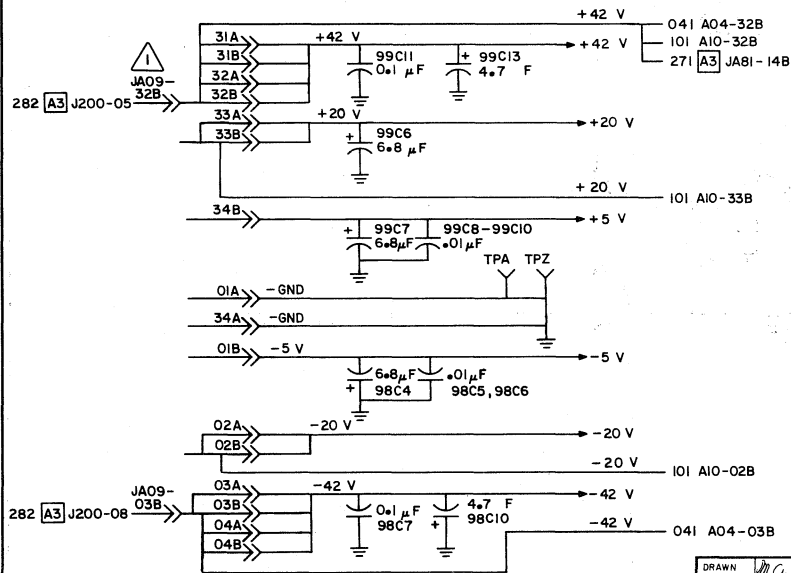 +42 V
041 A04-32B
31A +42 V +42 V 101 A10-32B
31B 99C11 + 99C13 271 A3 JA81-14B
1 32A 0.1 µF 4.7 F
JA09-
32B 32B
282 A3 J200-05
33A +20 V +20 V
33B 99C6
+ 6.8 µF
+20 V 101 A10-33B
34B +5 V
+ 99C7 99C8-99C10
6.8µF .01µF
TPA TPZ
01A -GND
34A -GND
01B -5 V -5 V
6.8µF .01µF
+ 98C4 98C5, 98C6
02A -20 V -20 V
02B
-20 V 101 A10-02B
JA09- 03A -42 V -42 V
03B 03B 0.1 µF 4.7 F
282 A3 J200-08
04A 98C7 + 98C10
-42 V 041 A04-03B
04B
DRAWN